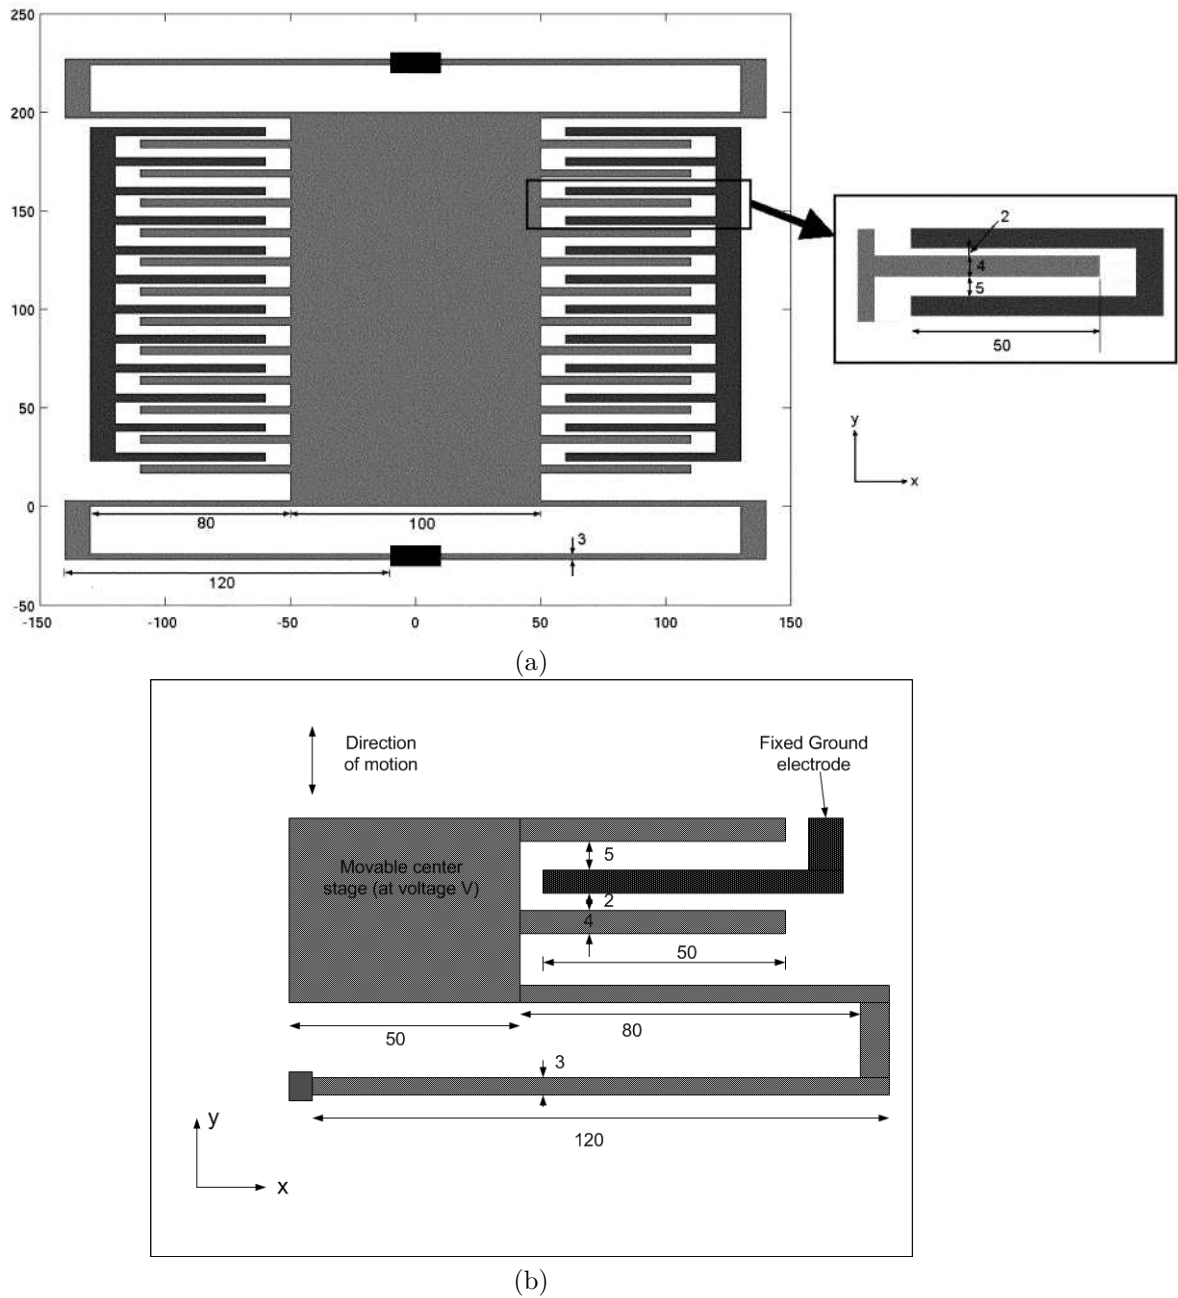 250
200
150
100
50
0
-50
-150
-100
-50
0
50
100
150
80
100
120
3
2
4
5
50
y
x
(a)
Direction
of motion
Fixed Ground
electrode
Movable center
stage (at voltage V)
5
2
4
50
50
80
3
120
y
x
(b)